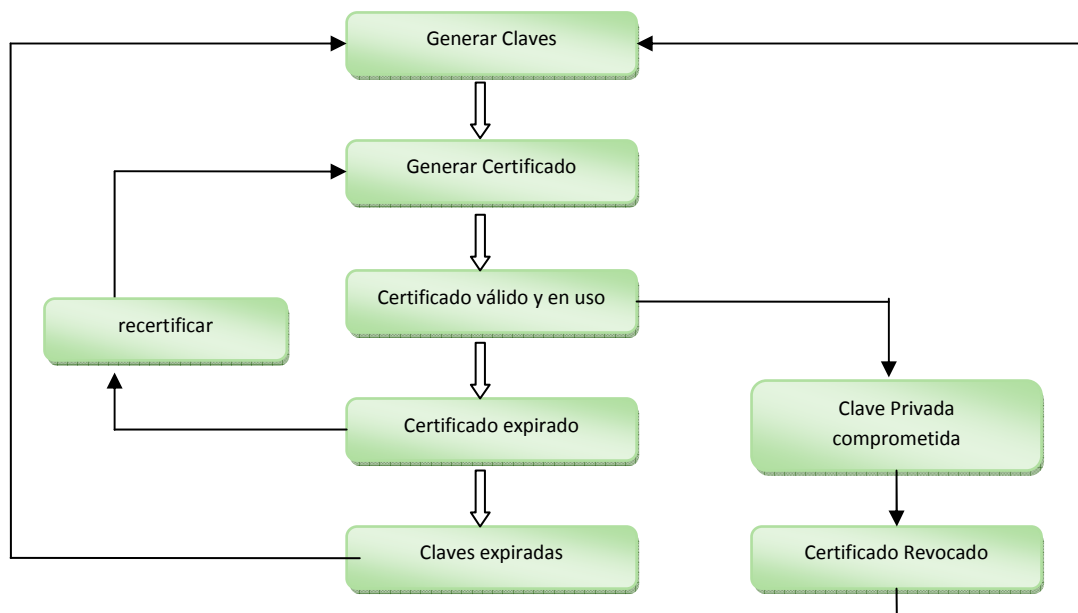 Generar Claves
Generar Certificado
Certificado válido y en uso
recertificar
Certificado expirado
Clave Privada
comprometida
Claves expiradas
Certificado Revocado